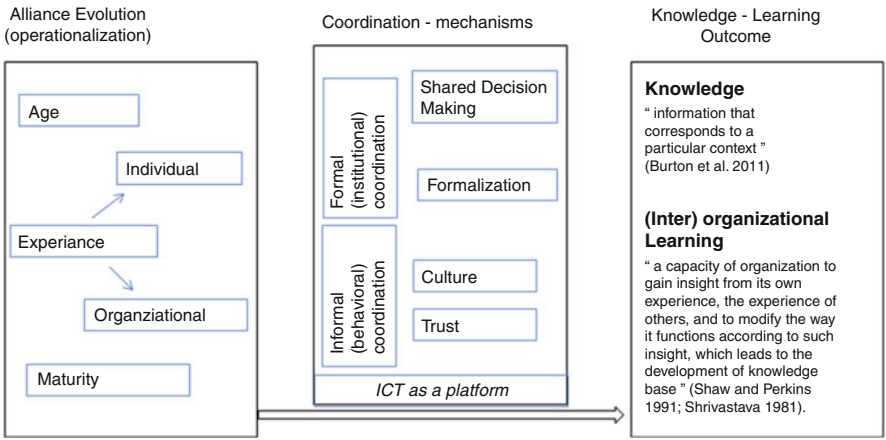 Alliance Evolution
(operationalization)
Age
Individual
Experiance
Organziational
Maturity
Coordination - mechanisms
Formal
(institutional)
coordination
Shared Decision
Making
Formalization
Informal
(behavioral)
coordination
Culture
Trust
ICT as a platform
Knowledge - Learning
Outcome
Knowledge
“ information that
corresponds to a
particular context ”
(Burton et al. 2011)
(Inter) organizational
Learning
“ a capacity of organization to
gain insight from its own
experience, the experience of
others, and to modify the way
it functions according to such
insight, which leads to the
development of knowledge
base ” (Shaw and Perkins
1991; Shrivastava 1981).